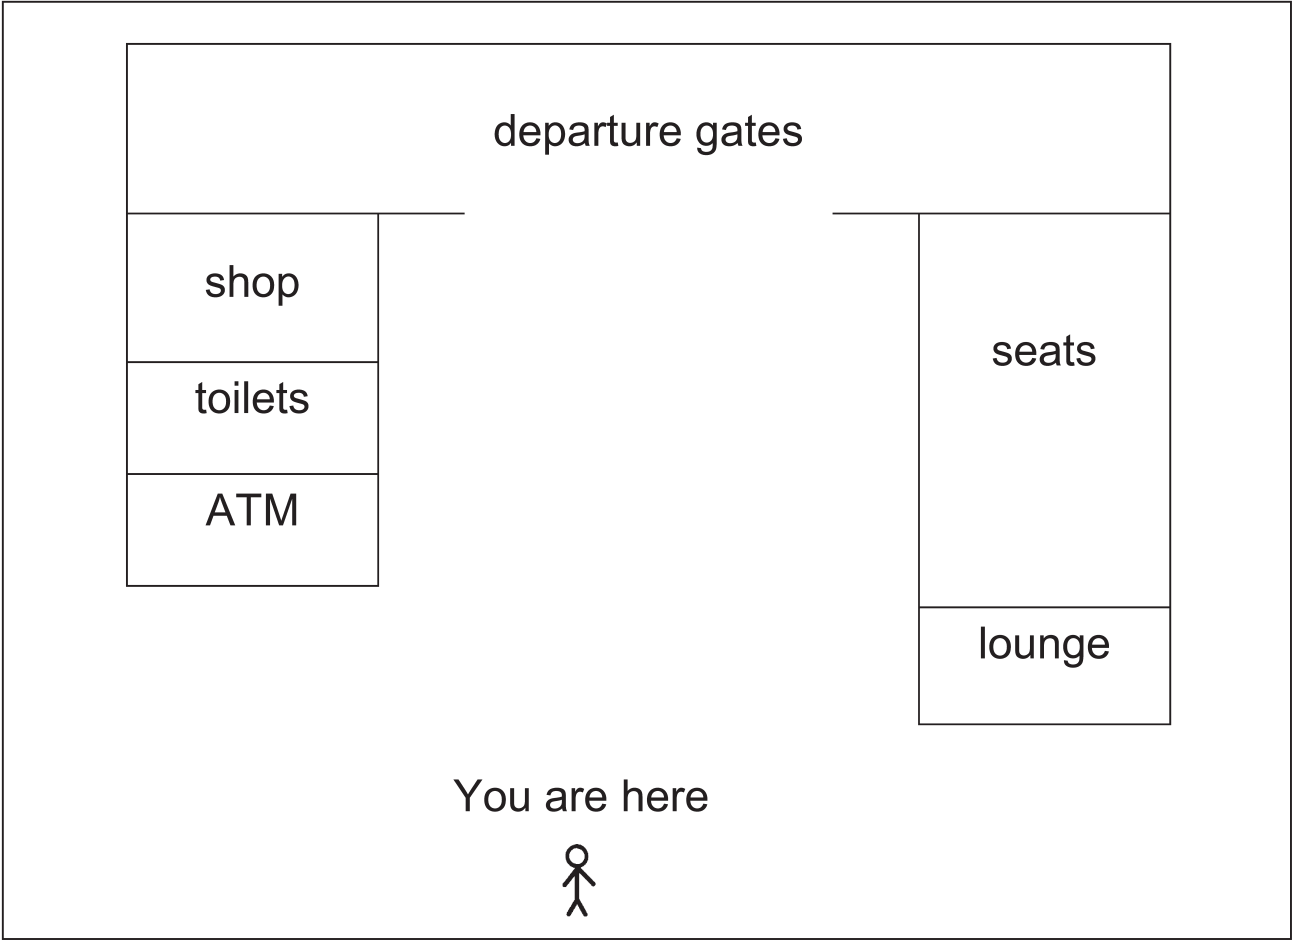 departure gates
shop
toilets
ATM
seats
lounge
You are here